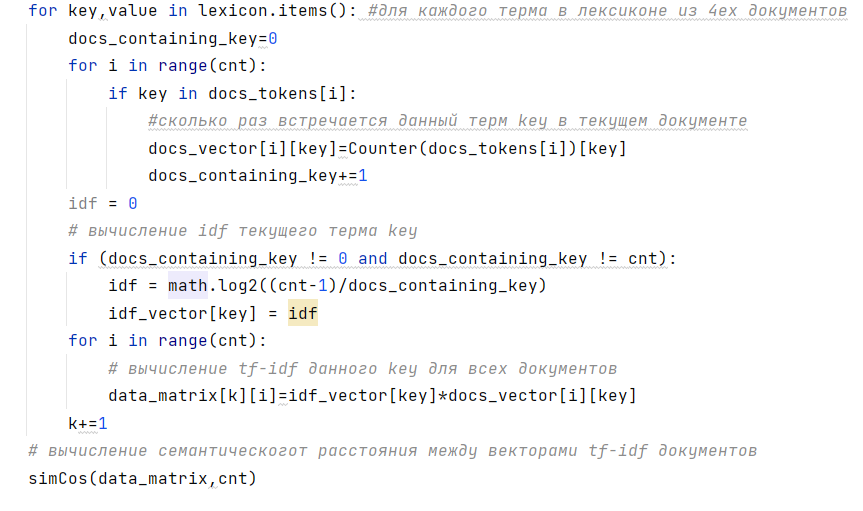 for key,value in lexicon.items(): #для каждого терма в лексиконе из 4ех документов
docs_containing_key=0
for i in range(cnt):
if key in docs_tokens[i]:
#сколько раз встречается данный терм key в текущем документе
docs_vector[i][key]=Counter(docs_tokens[i])[key]
docs_containing_key+=1
idf = 0
# вычисление idf текущего терма key
if (docs_containing_key != 0 and docs_containing_key != cnt):
idf = math.log2((cnt-1)/docs_containing_key)
idf_vector[key] = idf
for i in range(cnt):
# вычисление tf-idf данного key для всех документов
data_matrix[k][i]=idf_vector[key]*docs_vector[i][key]
k+=1
# вычисление семантическогот расстояния между векторами tf-idf документов
simCos(data_matrix,cnt)